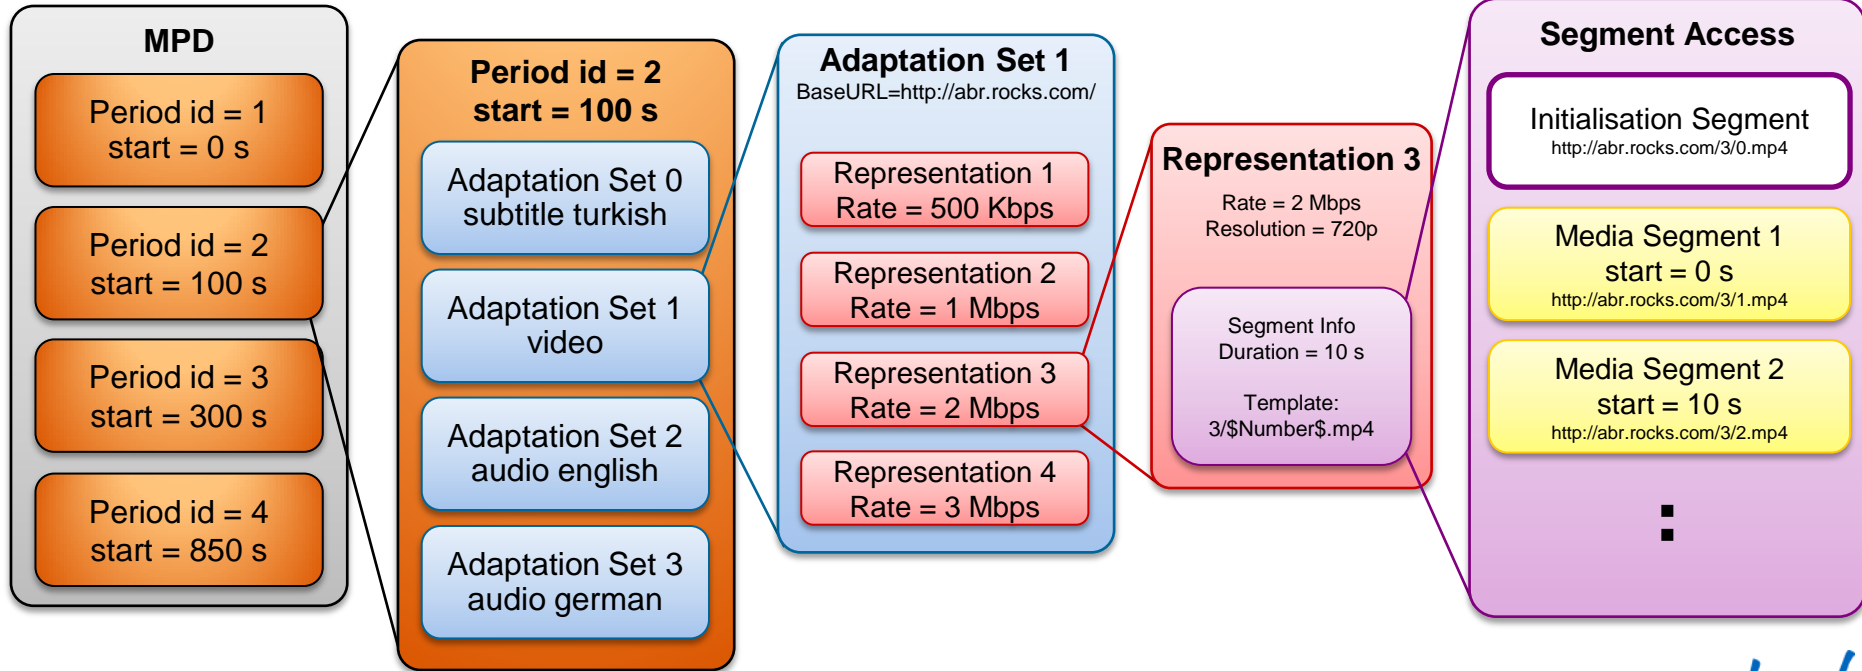 MPD
Period id = 1
start = 0 s
Period id = 2
start = 100 s
Period id = 3
start = 300 s
Period id = 4
start = 850 s
Period id = 2
start = 100 s
Adaptation Set 0
subtitle turkish
Adaptation Set 1
video
Adaptation Set 2
audio english
Adaptation Set 3
audio german
Adaptation Set 1
BaseURL=http://abr.rocks.com/
Representation 1
Rate = 500 Kbps
Representation 2
Rate = 1 Mbps
Representation 3
Rate = 2 Mbps
Representation 4
Rate = 3 Mbps
Representation 3
Rate = 2 Mbps
Resolution = 720p
Segment Info
Duration = 10 s
Template:
3/$Number$.mp4
Segment Access
Initialisation Segment
http://abr.rocks.com/3/0.mp4
Media Segment 1
start = 0 s
http://abr.rocks.com/3/1.mp4
Media Segment 2
start = 10 s
http://abr.rocks.com/3/2.mp4
: